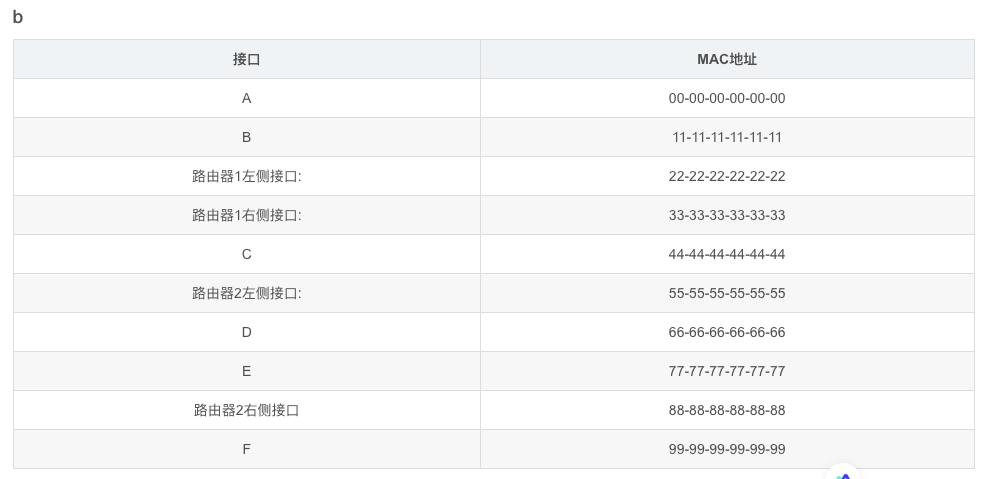 b
接口 MAC地址
A 00-00-00-00-00-00
B 11-11-11-11-11-11
路由器1左侧接口: 22-22-22-22-22-22
路由器1右侧接口: 33-33-33-33-33-33
C 44-44-44-44-44-44
路由器2左侧接口: 55-55-55-55-55-55
D 66-66-66-66-66-66
E 77-77-77-77-77-77
路由器2右侧接口 88-88-88-88-88-88
F 99-99-99-99-99-99